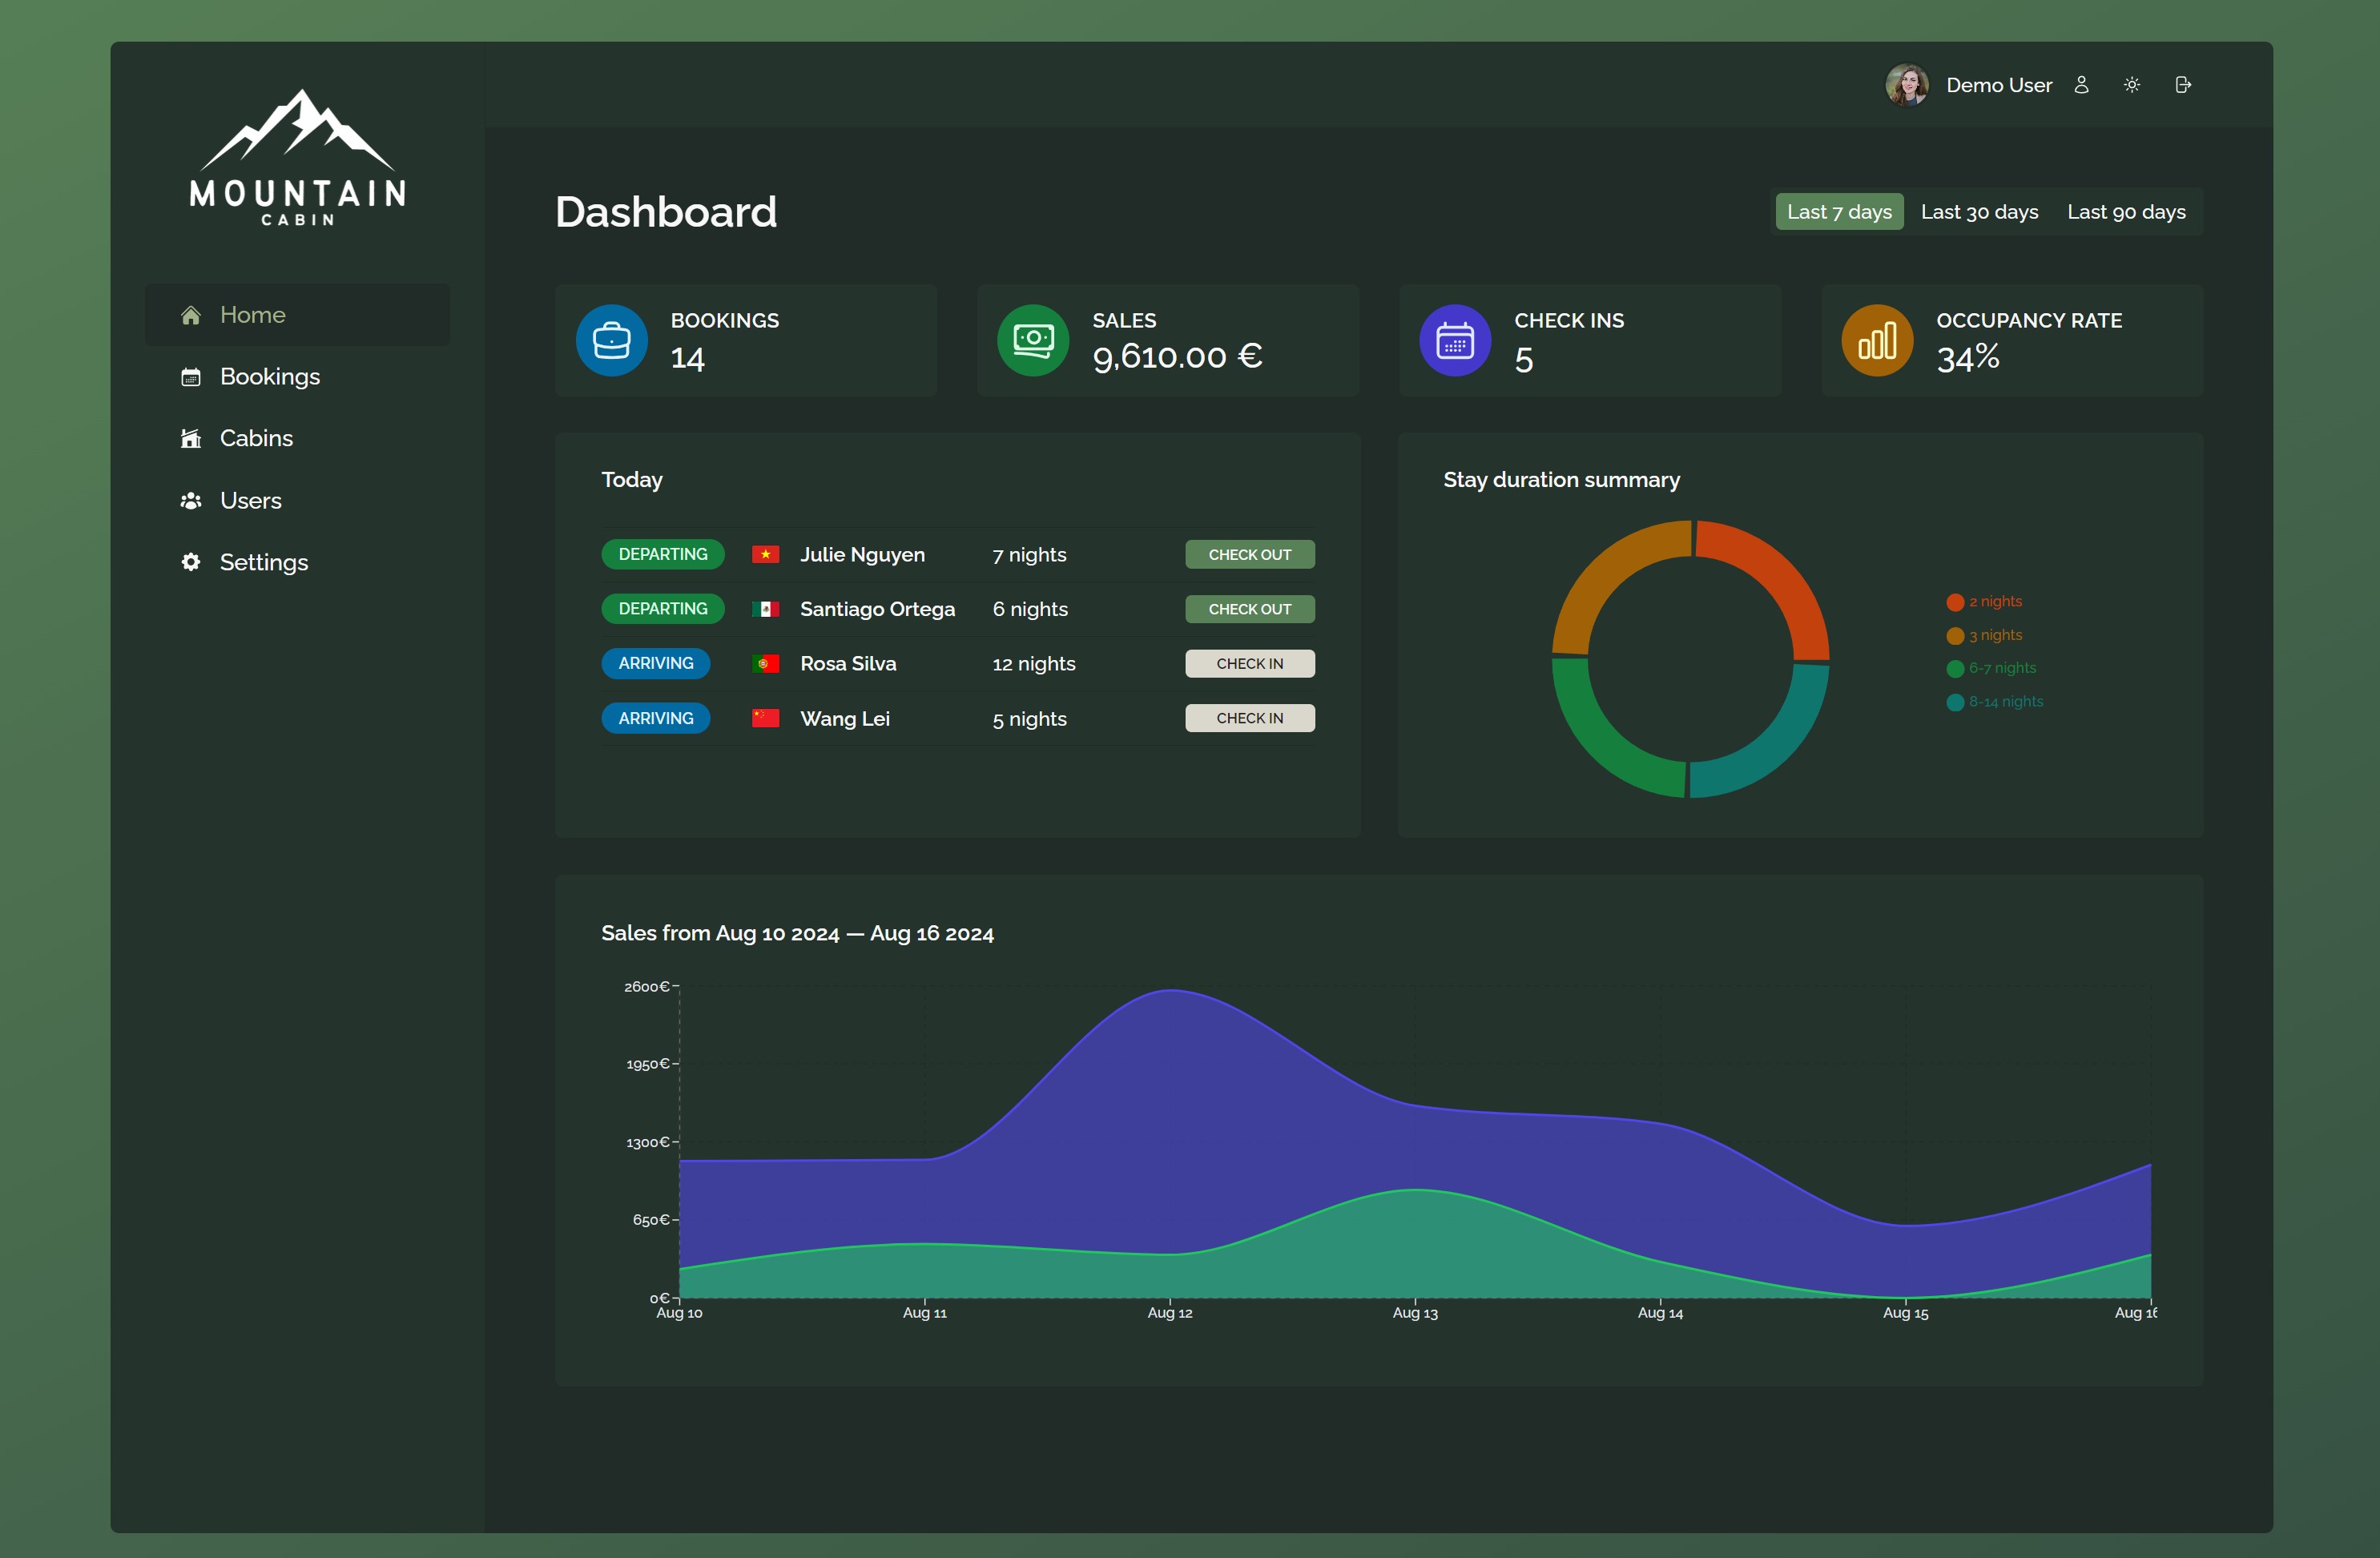 MOUNTAIN
CABIN
Demo User
Home
Bookings
Cabins
Users
Settings
Dashboard
Last 7 days Last 30 days Last 90 days
BOOKINGS
14
SALES
9,610.00 €
CHECK INS
5
OCCUPANCY RATE
34%
Today
DEPARTING Julie Nguyen 7 nights CHECK OUT
DEPARTING Santiago Ortega 6 nights CHECK OUT
ARRIVING Rosa Silva 12 nights CHECK IN
ARRIVING Wang Lei 5 nights CHECK IN
Stay duration summary
2 nights
3 nights
6-7 nights
8-14 nights
Sales from Aug 10 2024 — Aug 16 2024
2600€
1950€
1300€
650€
0€
Aug 10 Aug 11 Aug 12 Aug 13 Aug 14 Aug 15 Aug 16